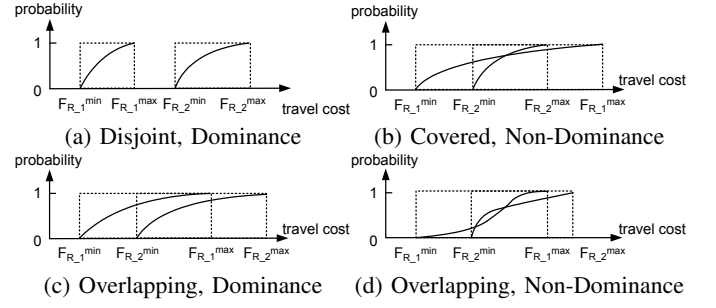 probability
1
0
F_R_1^min F_R_1^max F_R_2^min F_R_2^max travel cost
(a) Disjoint, Dominance
probability
1
0
F_R_1^min F_R_2^min F_R_2^max F_R_1^max travel cost
(b) Covered, Non-Dominance
probability
1
travel cost
0
F_R_1^min F_R_2^min F_R_1^max F_R_2^max
(c) Overlapping, Dominance
probability
1
travel cost
0
F_R_1^min F_R_2^min F_R_1^max F_R_2^max
(d) Overlapping, Non-Dominance